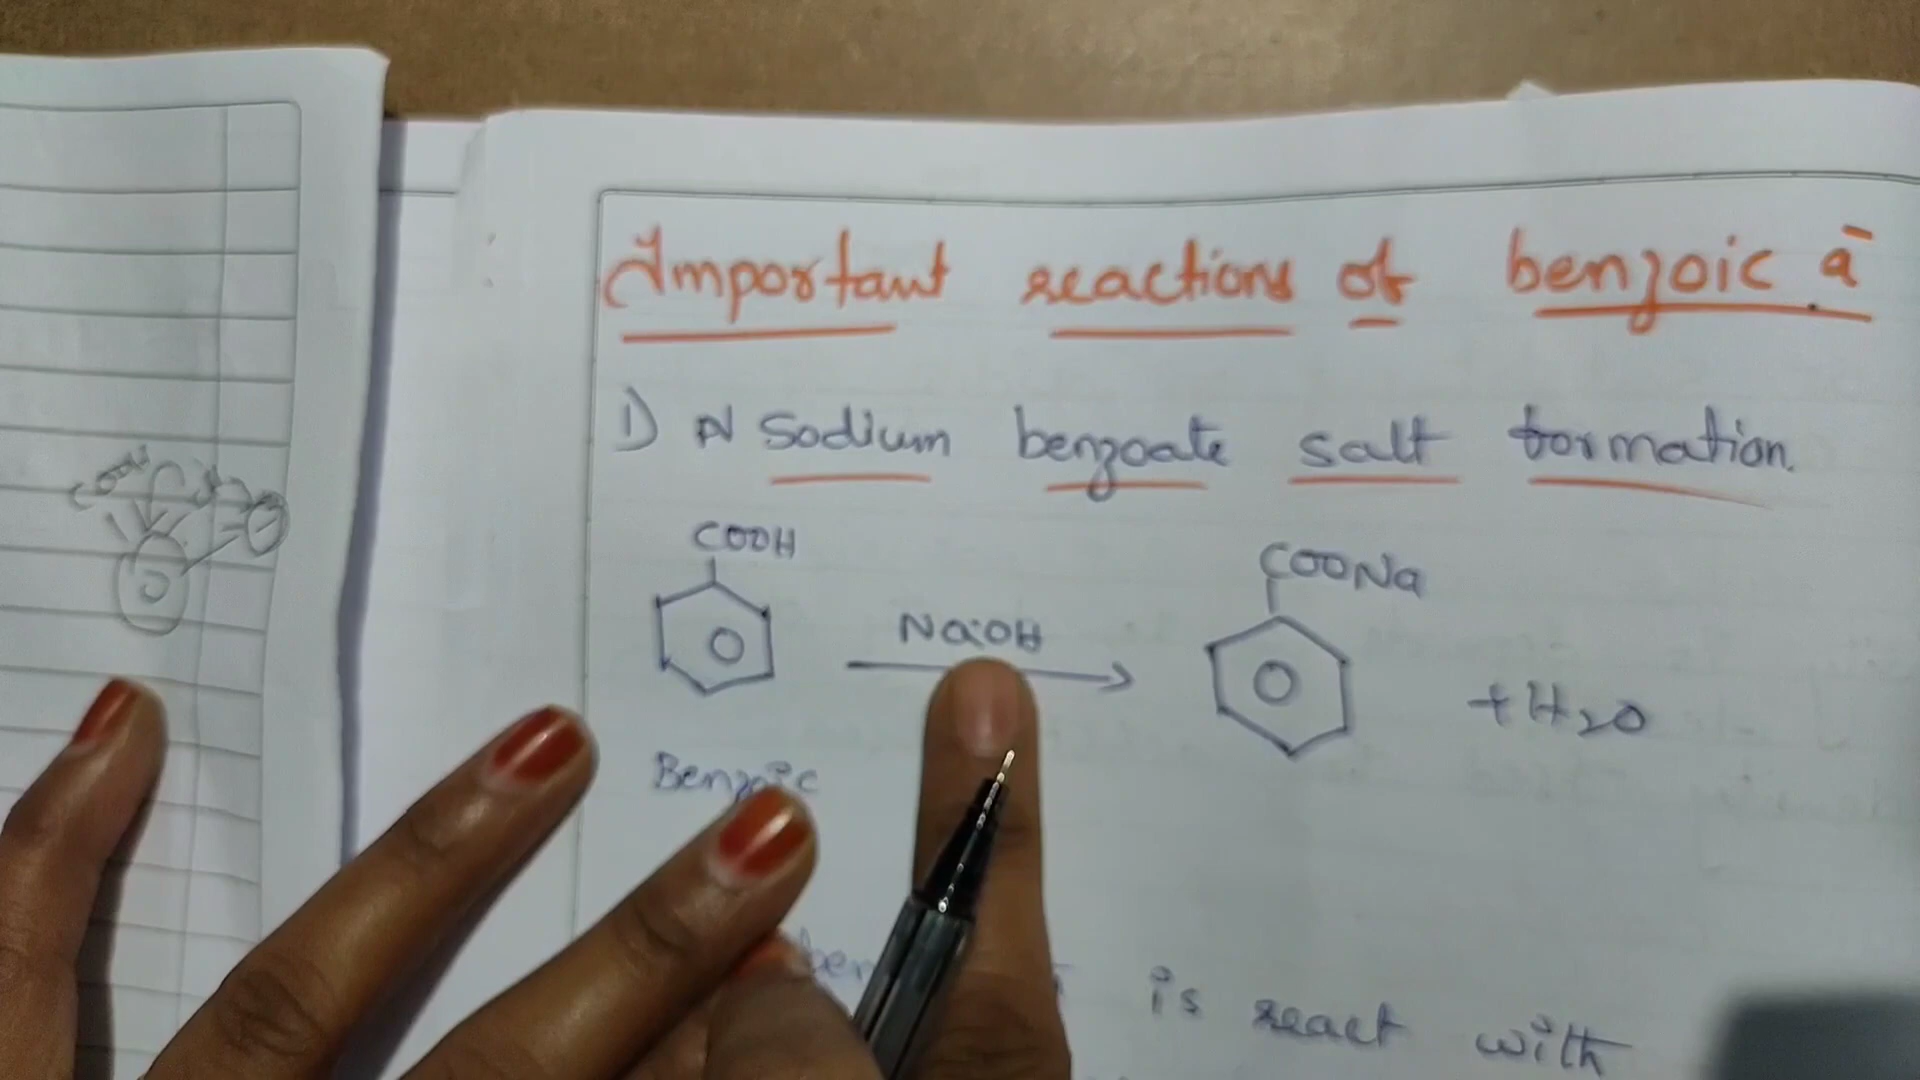 Important reactions of benzoic ā
1) N Sodium benzoate salt formation.
COOH
COONa
NaOH
+ H2O
Benzoic
is react with